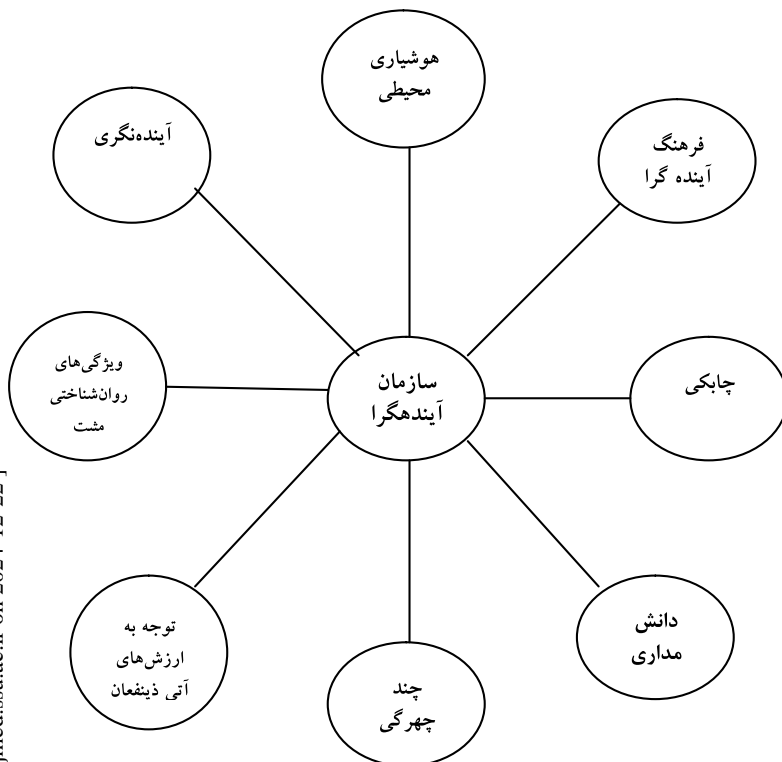 هوشیاری
محیطی
آینده‌نگری
فرهنگ
آینده گرا
ویژگی‌های
روان‌شناختی
مثبت
سازمان
آیندهگرا
چابکی
توجه به
ارزش‌های
آتی ذینفعان
چند
چهرگی
دانش
مداری